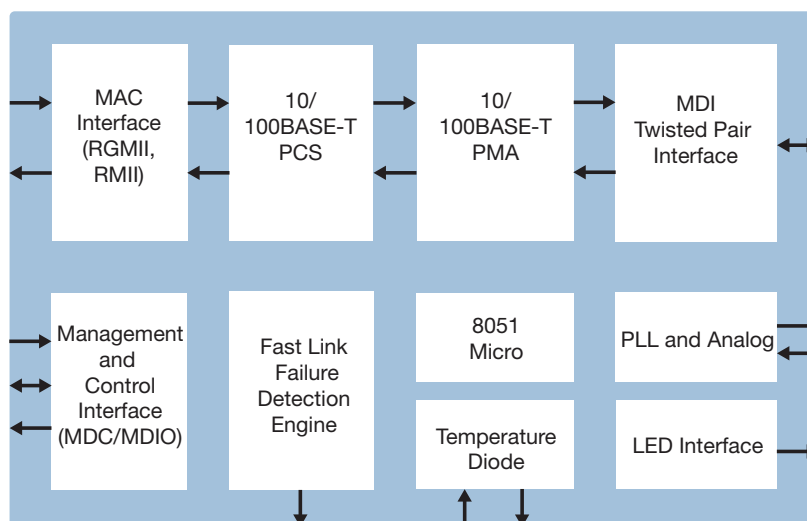 MAC
Interface
(RGMII,
RMII)
10/
100BASE-T
PCS
10/
100BASE-T
PMA
MDI
Twisted Pair
Interface
Management
and
Control
Interface
(MDC/MDIO)
Fast Link
Failure
Detection
Engine
8051
Micro
PLL and Analog
Temperature
Diode
LED Interface